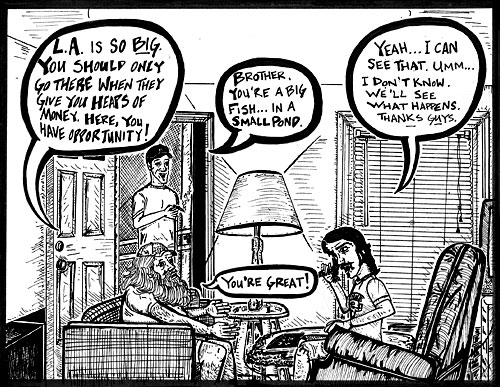 L.A. IS SO BIG.
YOU SHOULD ONLY
GO THERE WHEN THEY
GIVE YOU HEAPS OF
MONEY. HERE, YOU
HAVE OPPORTUNITY!
BROTHER.
YOU'RE A BIG
FISH... IN A
SMALL POND.
YEAH... I CAN
SEE THAT. UMM...
I DON'T KNOW.
WE'LL SEE
WHAT HAPPENS.
THANKS GUYS.
YOU'RE GREAT!